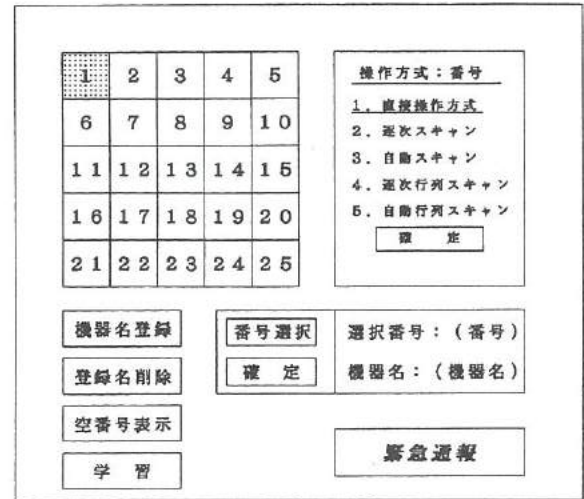 1 2 3 4 5
6 7 8 9 10
11 12 13 14 15
16 17 18 19 20
21 22 23 24 25
操作方式：番号
1．直接操作方式
2．逐次スキャン
3．自動スキャン
4．逐次行列スキャン
5．自動行列スキャン
確　定
機器名登録
登録名削除
空番号表示
学　習
番号選択
選択番号：（番号）
確　定
機器名：（機器名）
緊急通報